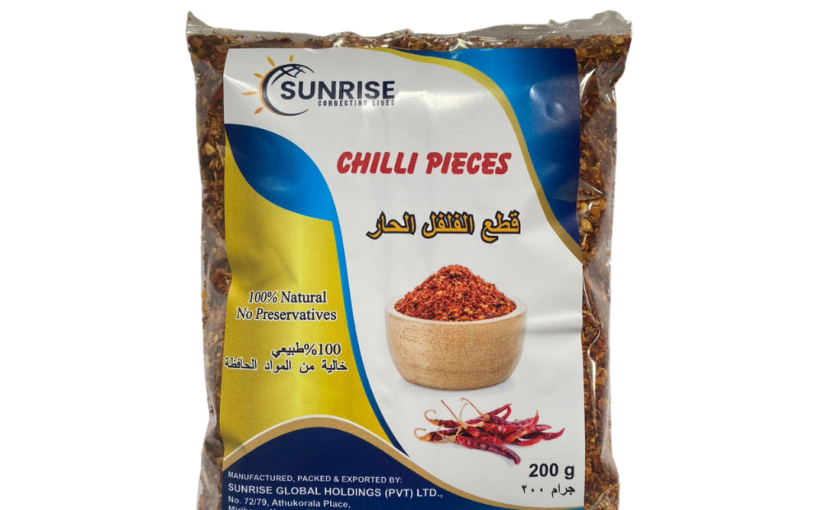 SUNRISE
CONNECTING LIVES
CHILLI PIECES
قطع الفلفل الحار
100% Natural
No Preservatives
100%طبيعي
خالية من المواد الحافظة
200 g
٢٠٠ جرام
MANUFACTURED, PACKED & EXPORTED BY:
SUNRISE GLOBAL HOLDINGS (PVT) LTD.,
No. 72/79, Athukorala Place,